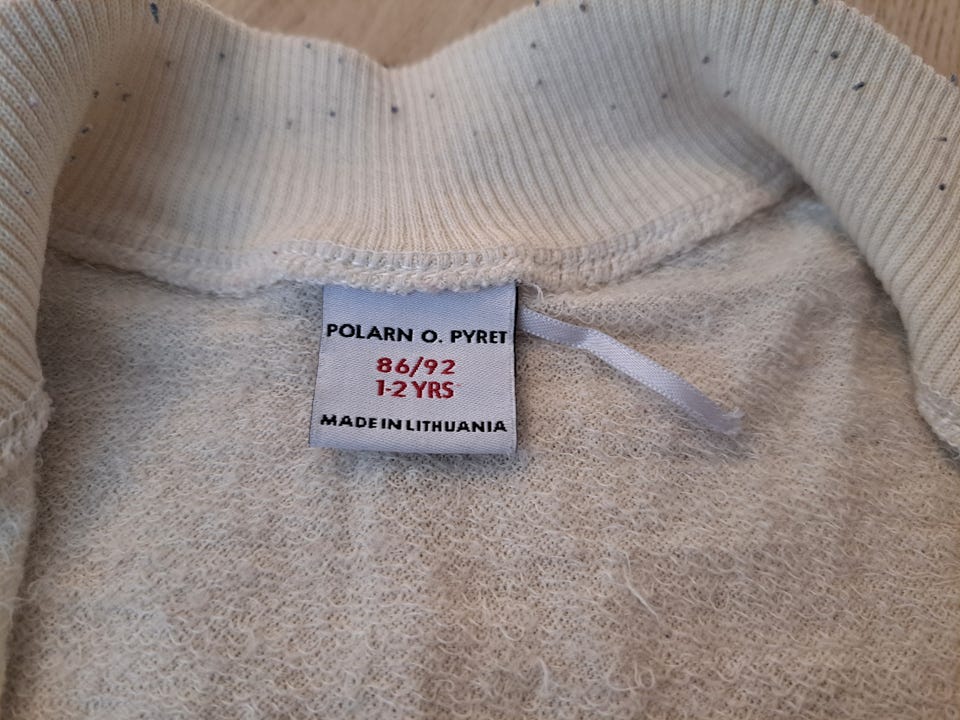 POLARN O. PYRET
86/92
1-2 YRS
MADE IN LITHUANIA